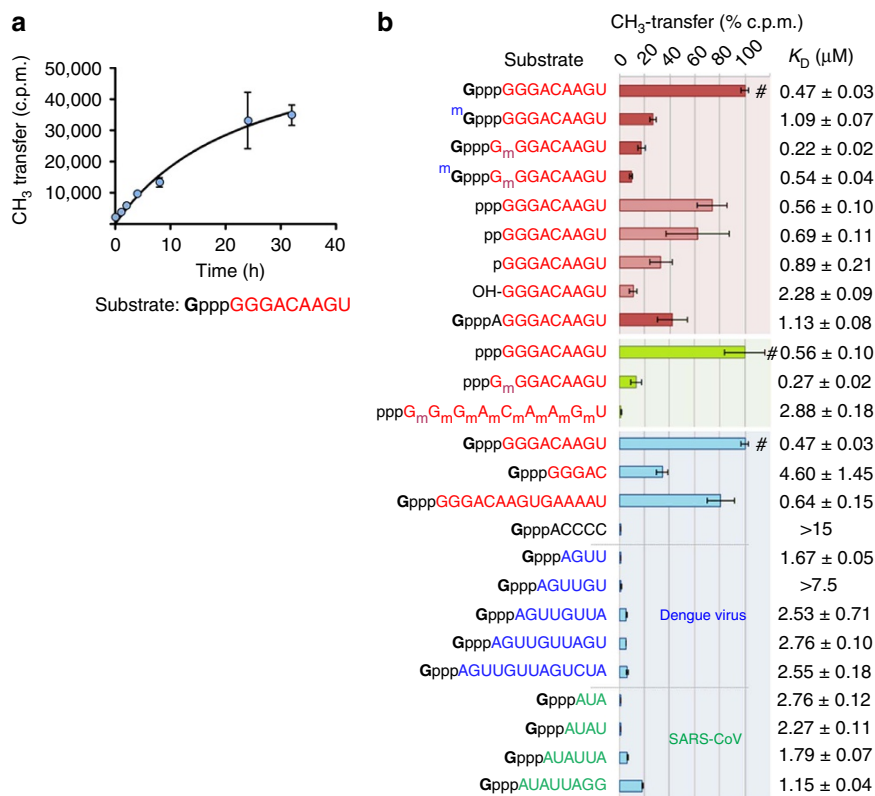 a
50,000
40,000
30,000
20,000
10,000
CH3 transfer (c.p.m.)
0 10 20 30 40
Time (h)
Substrate: GpppGGGACAAGU
b
CH3-transfer (% c.p.m.)
Substrate 0 20 40 60 80 100 KD (μM)
GpppGGGACAAGU # 0.47 ± 0.03
mGpppGGGACAAGU 1.09 ± 0.07
GpppGmGGACAAGU 0.22 ± 0.02
mGpppGmGGACAAGU 0.54 ± 0.04
pppGGGACAAGU 0.56 ± 0.10
ppGGGACAAGU 0.69 ± 0.11
pGGGACAAGU 0.89 ± 0.21
OH-GGGACAAGU 2.28 ± 0.09
GpppAGGGACAAGU 1.13 ± 0.08
pppGGGACAAGU # 0.56 ± 0.10
pppGmGGACAAGU 0.27 ± 0.02
pppGmGmGmAmCmAmAmGmU 2.88 ± 0.18
GpppGGGACAAGU # 0.47 ± 0.03
GpppGGGAC 4.60 ± 1.45
GpppGGGACAAGUGAAAAU 0.64 ± 0.15
GpppACCCC >15
GpppAGUU 1.67 ± 0.05
GpppAGUUGU >7.5
GpppAGUUGUUA Dengue virus 2.53 ± 0.71
GpppAGUUGUUAGU 2.76 ± 0.10
GpppAGUUGUUAGUCUA 2.55 ± 0.18
GpppAUA 2.76 ± 0.12
GpppAUAU SARS-CoV 2.27 ± 0.11
GpppAUAUUA 1.79 ± 0.07
GpppAUAUUAGG 1.15 ± 0.04